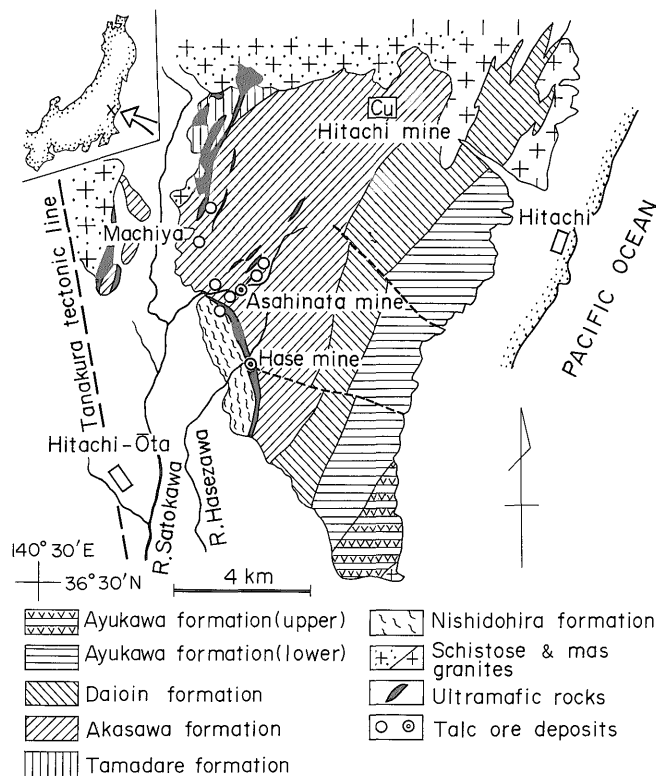 Cu
Hitachi mine
Hitachi
Machiya
Asahinata mine
Hase mine
Tanakura tectonic line
PACIFIC OCEAN
Hitachi-Ōta
R.Satokawa
R.Hasezawa
140°30′E
36°30′N
4 km
Ayukawa formation(upper)
Ayukawa formation(lower)
Daioin formation
Akasawa formation
Tamadare formation
Nishidohira formation
Schistose & mas
granites
Ultramafic rocks
Talc ore deposits